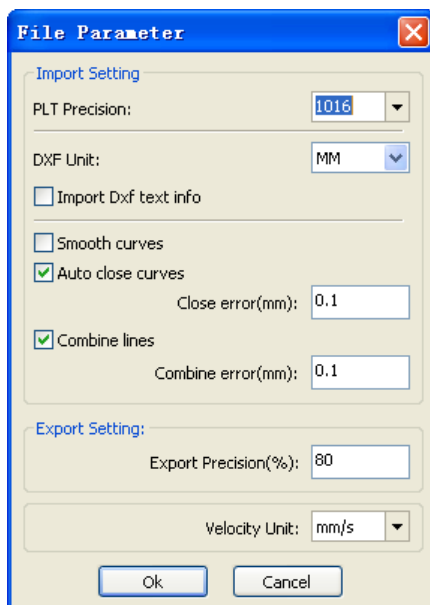 File Parameter
Import Setting
PLT Precision: 1016
DXF Unit: MM
Import Dxf text info
Smooth curves
Auto close curves
Close error(mm): 0.1
Combine lines
Combine error(mm): 0.1
Export Setting:
Export Precision(%): 80
Velocity Unit: mm/s
Ok Cancel